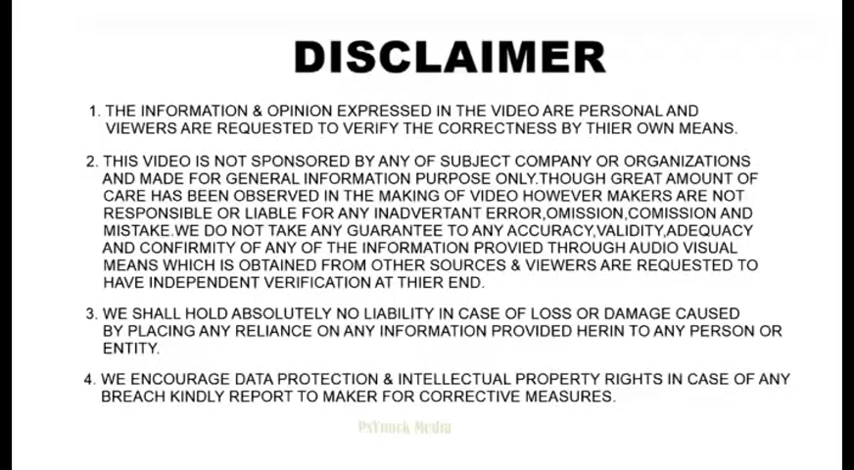 DISCLAIMER
1. THE INFORMATION & OPINION EXPRESSED IN THE VIDEO ARE PERSONAL AND
VIEWERS ARE REQUESTED TO VERIFY THE CORRECTNESS BY THIER OWN MEANS.
2. THIS VIDEO IS NOT SPONSORED BY ANY OF SUBJECT COMPANY OR ORGANIZATIONS
AND MADE FOR GENERAL INFORMATION PURPOSE ONLY.THOUGH GREAT AMOUNT OF
CARE HAS BEEN OBSERVED IN THE MAKING OF VIDEO HOWEVER MAKERS ARE NOT
RESPONSIBLE OR LIABLE FOR ANY INADVERTANT ERROR,OMISSION,COMISSION AND
MISTAKE.WE DO NOT TAKE ANY GUARANTEE TO ANY ACCURACY,VALIDITY,ADEQUACY
AND CONFIRMITY OF ANY OF THE INFORMATION PROVIED THROUGH AUDIO VISUAL
MEANS WHICH IS OBTAINED FROM OTHER SOURCES & VIEWERS ARE REQUESTED TO
HAVE INDEPENDENT VERIFICATION AT THIER END.
3. WE SHALL HOLD ABSOLUTELY NO LIABILITY IN CASE OF LOSS OR DAMAGE CAUSED
BY PLACING ANY RELIANCE ON ANY INFORMATION PROVIDED HERIN TO ANY PERSON OR
ENTITY.
4. WE ENCOURAGE DATA PROTECTION & INTELLECTUAL PROPERTY RIGHTS IN CASE OF ANY
BREACH KINDLY REPORT TO MAKER FOR CORRECTIVE MEASURES.
Media